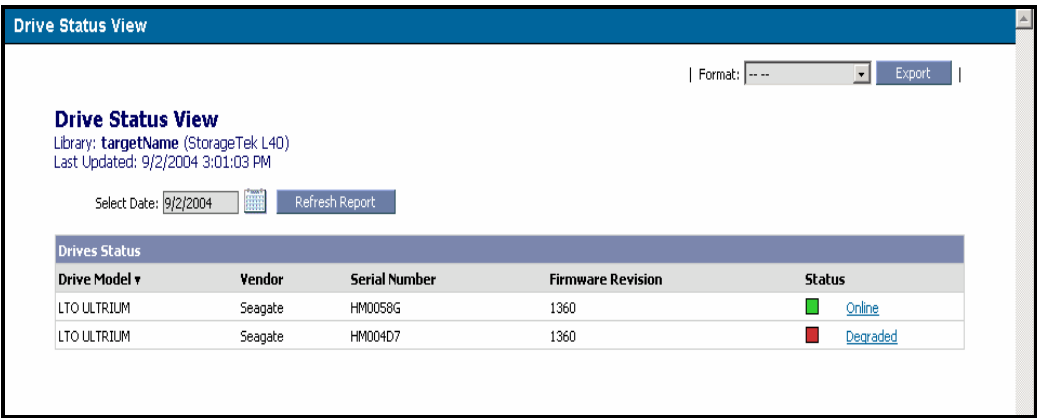 Drive Status View
| Format: -- -- Export |
Drive Status View
Library: targetName (StorageTek L40)
Last Updated: 9/2/2004 3:01:03 PM
Select Date: 9/2/2004 Refresh Report
Drives Status
Drive Model Vendor Serial Number Firmware Revision Status
LTO ULTRIUM Seagate HM0058G 1360 Online
LTO ULTRIUM Seagate HM004D7 1360 Degraded